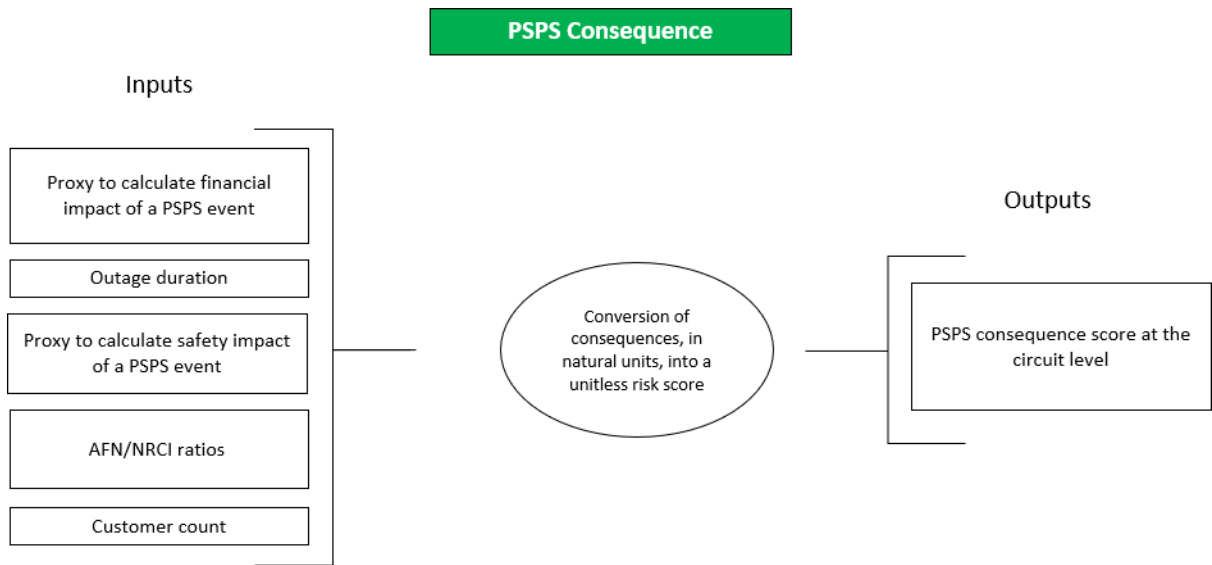 PSPS Consequence
Inputs
Proxy to calculate financial
impact of a PSPS event
Outage duration
Proxy to calculate safety impact
of a PSPS event
AFN/NRCI ratios
Customer count
Conversion of
consequences, in
natural units, into a
unitless risk score
Outputs
PSPS consequence score at the
circuit level